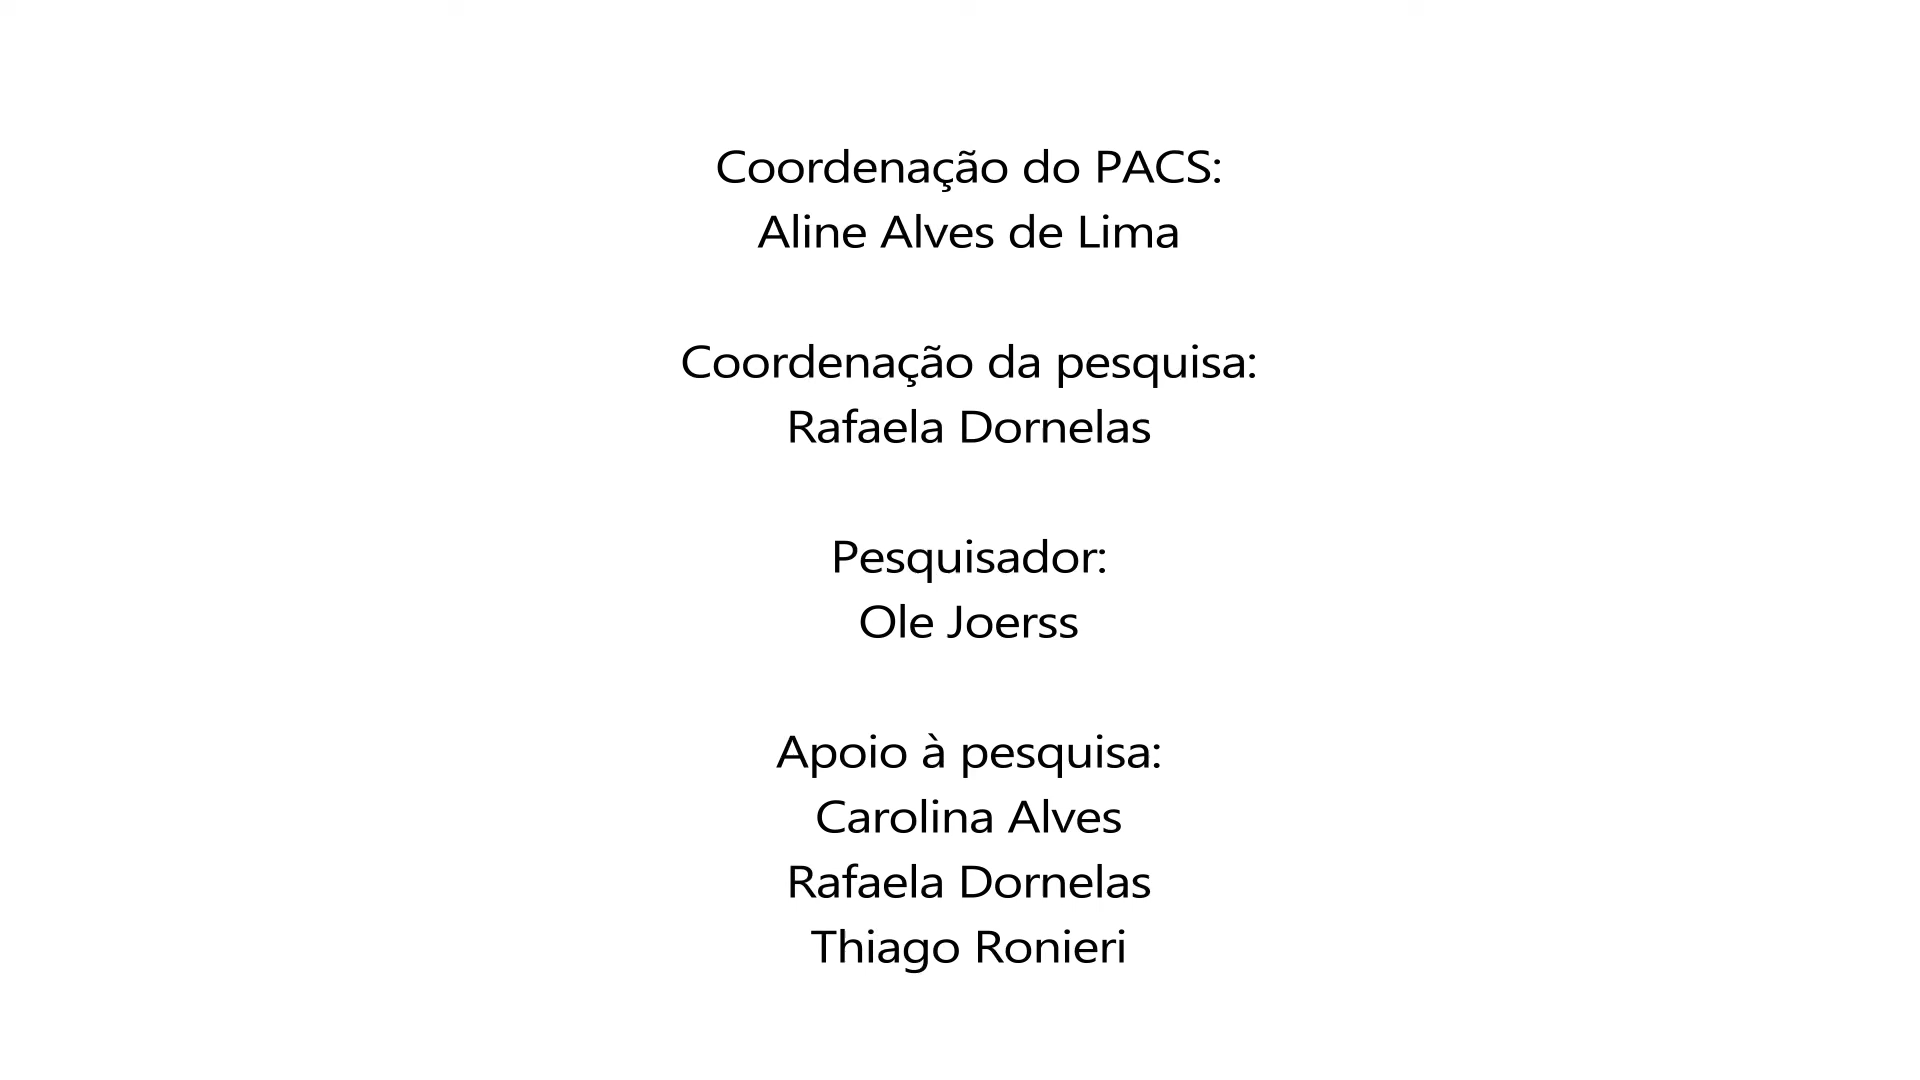 Coordenação do PACS:
Aline Alves de Lima
Coordenação da pesquisa:
Rafaela Dornelas
Pesquisador:
Ole Joerss
Apoio à pesquisa:
Carolina Alves
Rafaela Dornelas
Thiago Ronieri